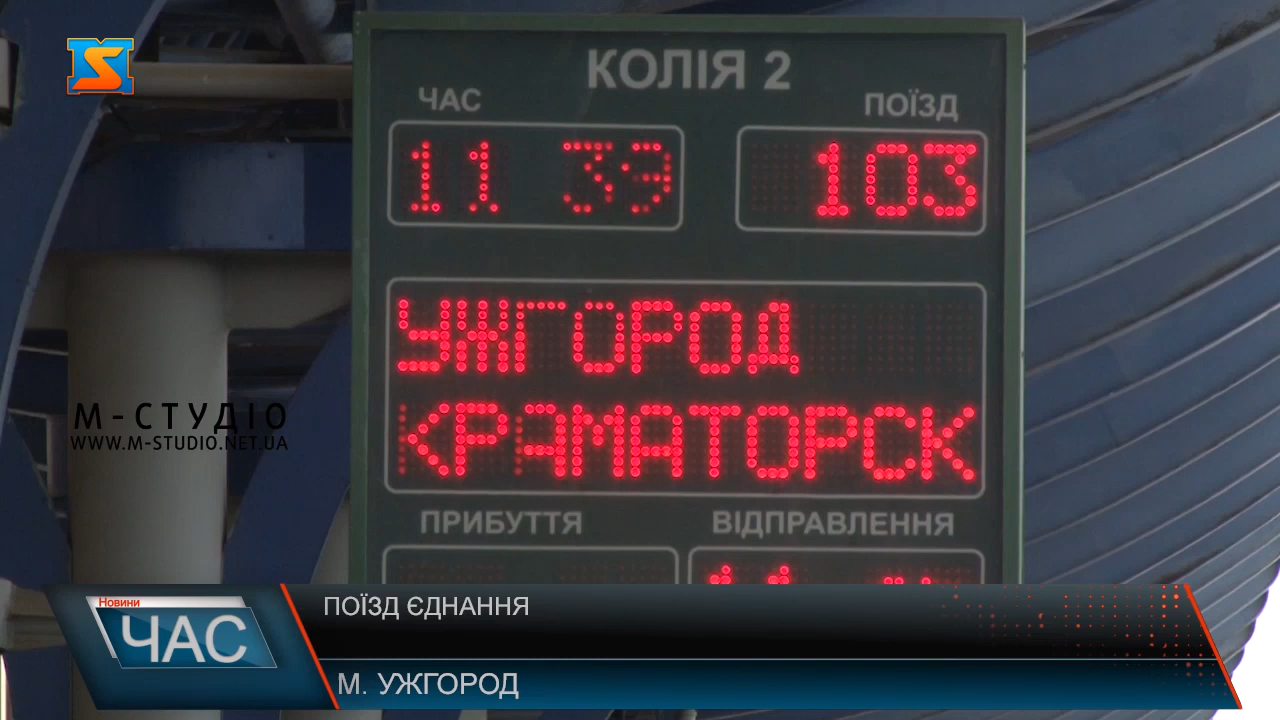 КОЛІЯ 2
ЧАС
ПОЇЗД
11 39
103
УЖГОРОД
КРАМАТОРСК
ПРИБУТТЯ
ВІДПРАВЛЕННЯ
М-СТУДІО
WWW.M-STUDIO.NET.UA
Новини
ЧАС
ПОЇЗД ЄДНАННЯ
М. УЖГОРОД